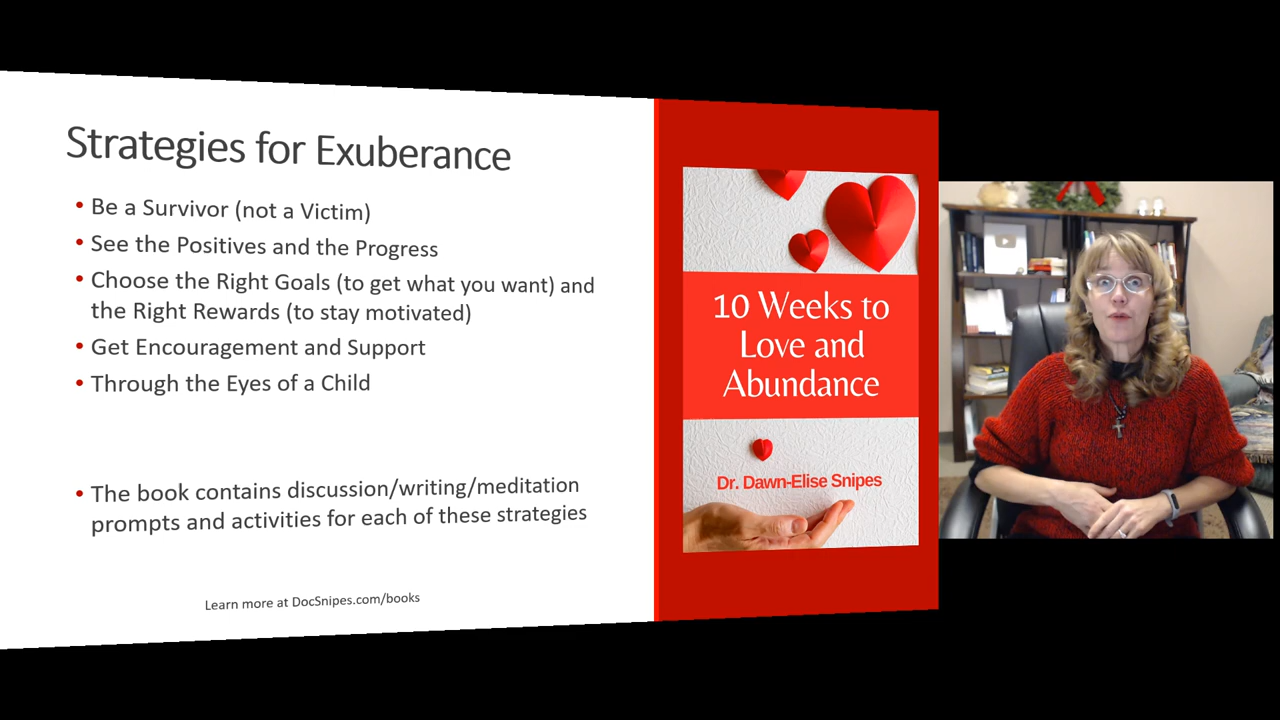 Strategies for Exuberance
• Be a Survivor (not a Victim)
• See the Positives and the Progress
• Choose the Right Goals (to get what you want) and
the Right Rewards (to stay motivated)
• Get Encouragement and Support
• Through the Eyes of a Child
• The book contains discussion/writing/meditation
prompts and activities for each of these strategies
Learn more at DocSnipes.com/books
10 Weeks to
Love and
Abundance
Dr. Dawn-Elise Snipes